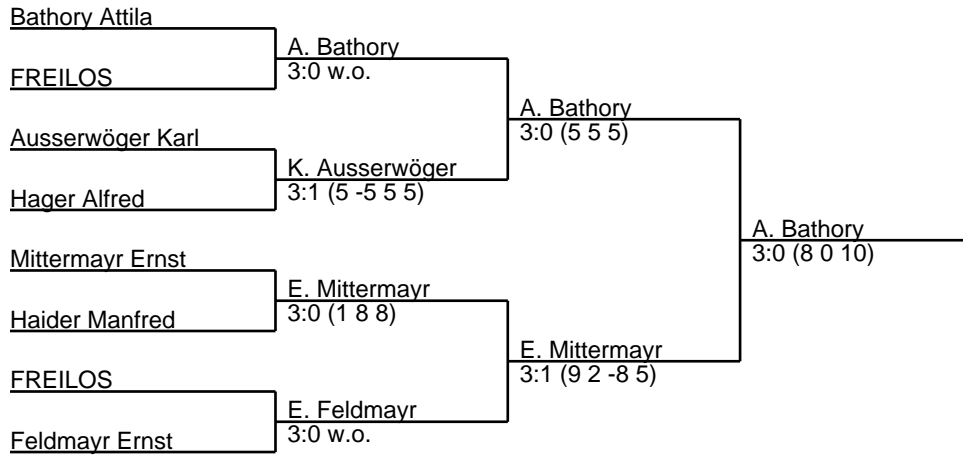 Bathory Attila
FREILOS
Ausserwöger Karl
Hager Alfred
Mittermayr Ernst
Haider Manfred
FREILOS
Feldmayr Ernst
A. Bathory
3:0 w.o.
K. Ausserwöger
3:1 (5 -5 5 5)
E. Mittermayr
3:0 (1 8 8)
E. Feldmayr
3:0 w.o.
A. Bathory
3:0 (5 5 5)
E. Mittermayr
3:1 (9 2 -8 5)
A. Bathory
3:0 (8 0 10)